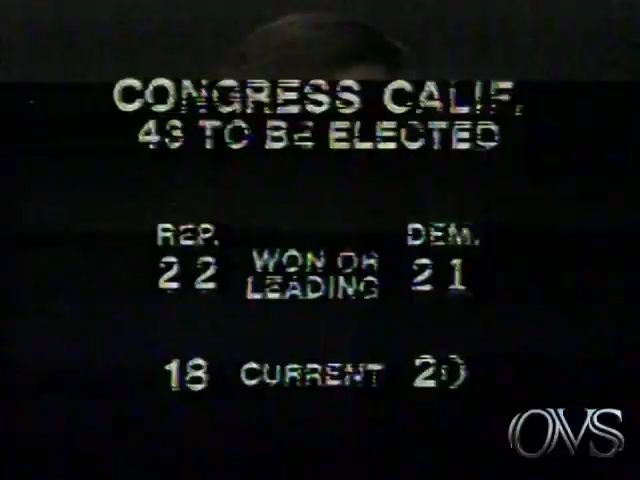 CONGRESS CALIF.
43 TO BE ELECTED
REP. DEM.
22 WON OR LEADING 21
18 CURRENT 20
OVS